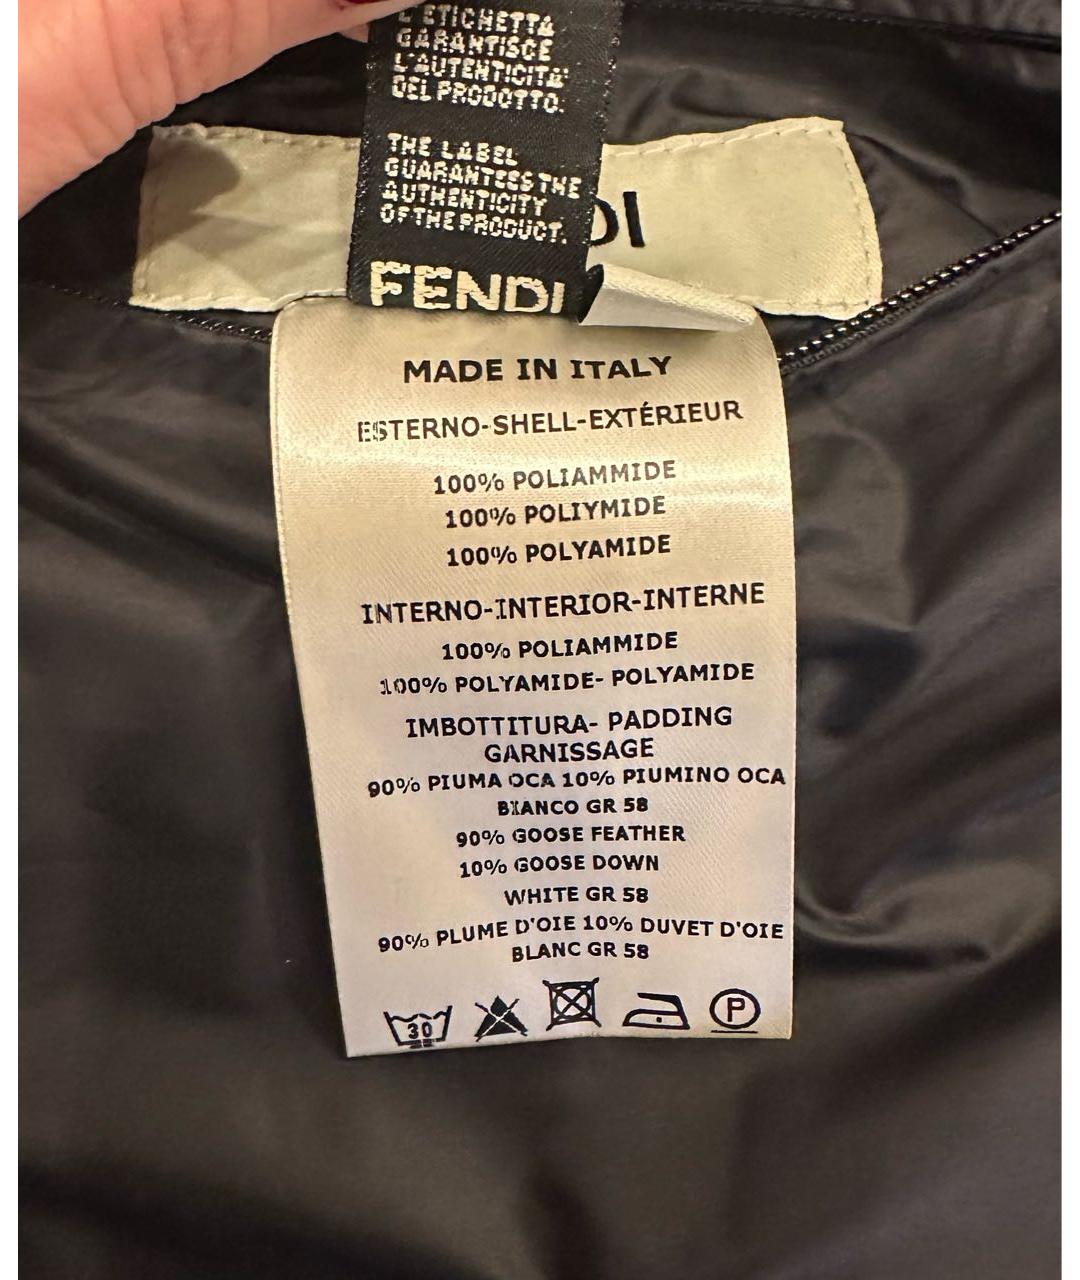 L'ETICHETTA
GARANTISCE
L'AUTENTICITA'
DEL PRODOTTO.
THE LABEL
GUARANTEES THE
AUTHENTICITY
OF THE PRODUCT.
FENDI
DI
MADE IN ITALY
ESTERNO-SHELL-EXTÉRIEUR
100% POLIAMMIDE
100% POLIYMIDE
100% POLYAMIDE
INTERNO-INTERIOR-INTERNE
100% POLIAMMIDE
100% POLYAMIDE- POLYAMIDE
IMBOTTITURA- PADDING
GARNISSAGE
90% PIUMA OCA 10% PIUMINO OCA
BIANCO GR 58
90% GOOSE FEATHER
10% GOOSE DOWN
WHITE GR 58
90% PLUME D'OIE 10% DUVET D'OIE
BLANC GR 58
30
P